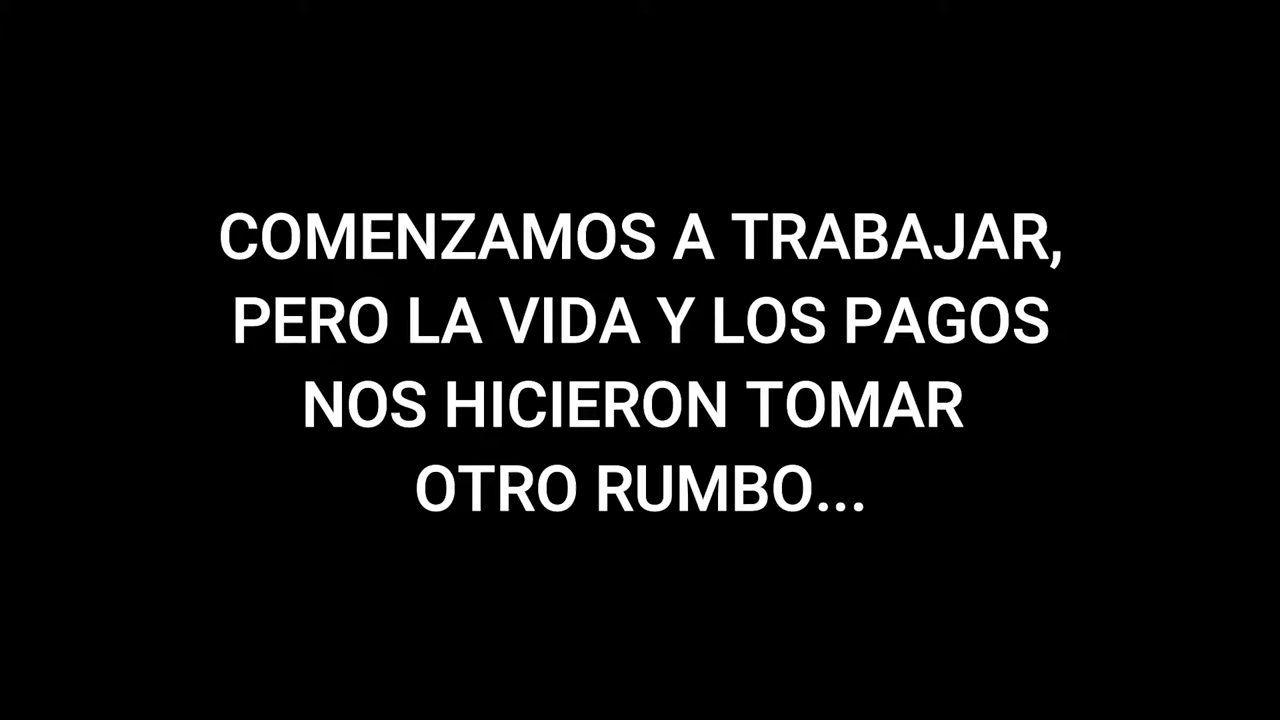 COMENZAMOS A TRABAJAR,
PERO LA VIDA Y LOS PAGOS
NOS HICIERON TOMAR
OTRO RUMBO...